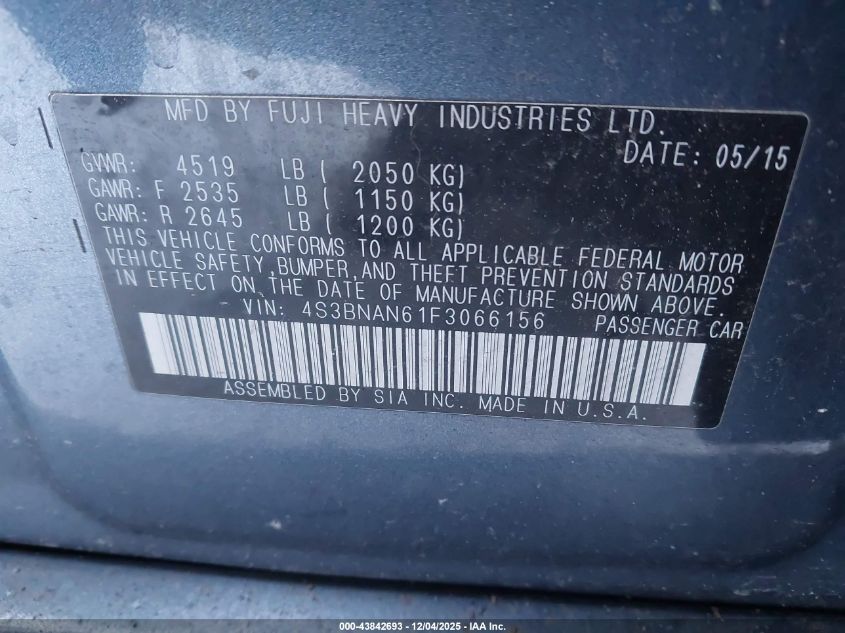 MFD BY FUJI HEAVY INDUSTRIES LTD.
DATE: 05/15
GVWR: 4519 LB ( 2050 KG)
GAWR: F 2535 LB ( 1150 KG)
GAWR: R 2645 LB ( 1200 KG)
THIS VEHICLE CONFORMS TO ALL APPLICABLE FEDERAL MOTOR
VEHICLE SAFETY,BUMPER,AND THEFT PREVENTION STANDARDS
IN EFFECT ON THE DATE OF MANUFACTURE SHOWN ABOVE.
VIN: 4S3BNAN61F3066156 PASSENGER CAR
ASSEMBLED BY SIA INC. MADE IN U.S.A.
000-43842693 - 12/04/2025 - IAA Inc.